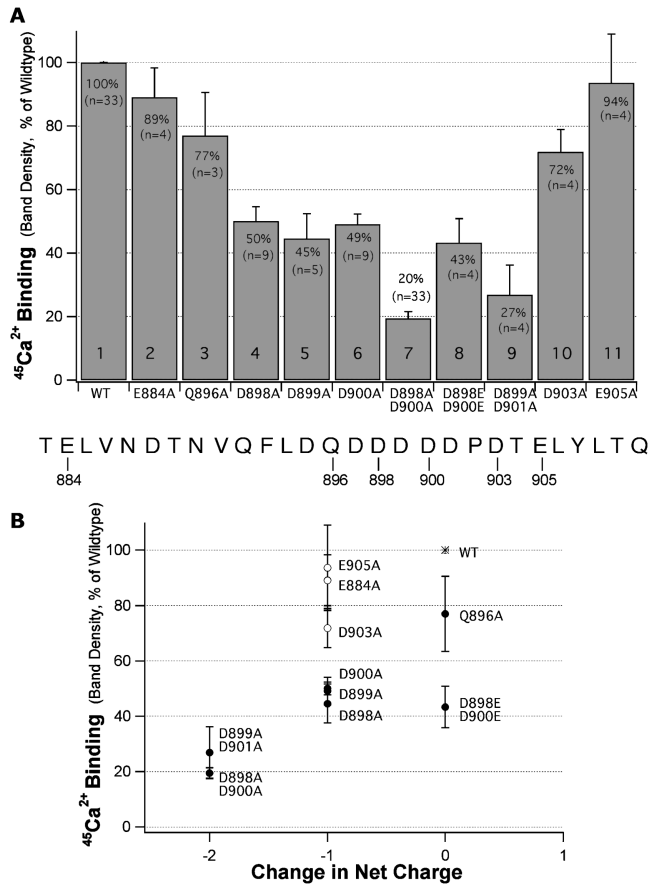 A
45Ca2+ Binding (Band Density, % of Wildtype)
100
80
60
40
20
0
100%
(n=33)
89%
(n=4)
77%
(n=3)
50%
(n=9)
45%
(n=5)
49%
(n=9)
20%
(n=33)
43%
(n=4)
27%
(n=4)
72%
(n=4)
94%
(n=4)
1 2 3 4 5 6 7 8 9 10 11
WT E884A Q896A D898A D899A D900A D898A D898E D899A D903A E905A
D900A D900E D901A
T E L V N D T N V Q F L D Q D D D D D P D T E L Y L T Q
884 896 898 900 903 905
B
45Ca2+ Binding (Band Density, % of Wildtype)
100
80
60
40
20
0
WT
E905A
E884A
Q896A
D903A
D900A
D899A
D898A
D898E
D900E
D899A
D901A
D898A
D900A
-2 -1 0 1
Change in Net Charge